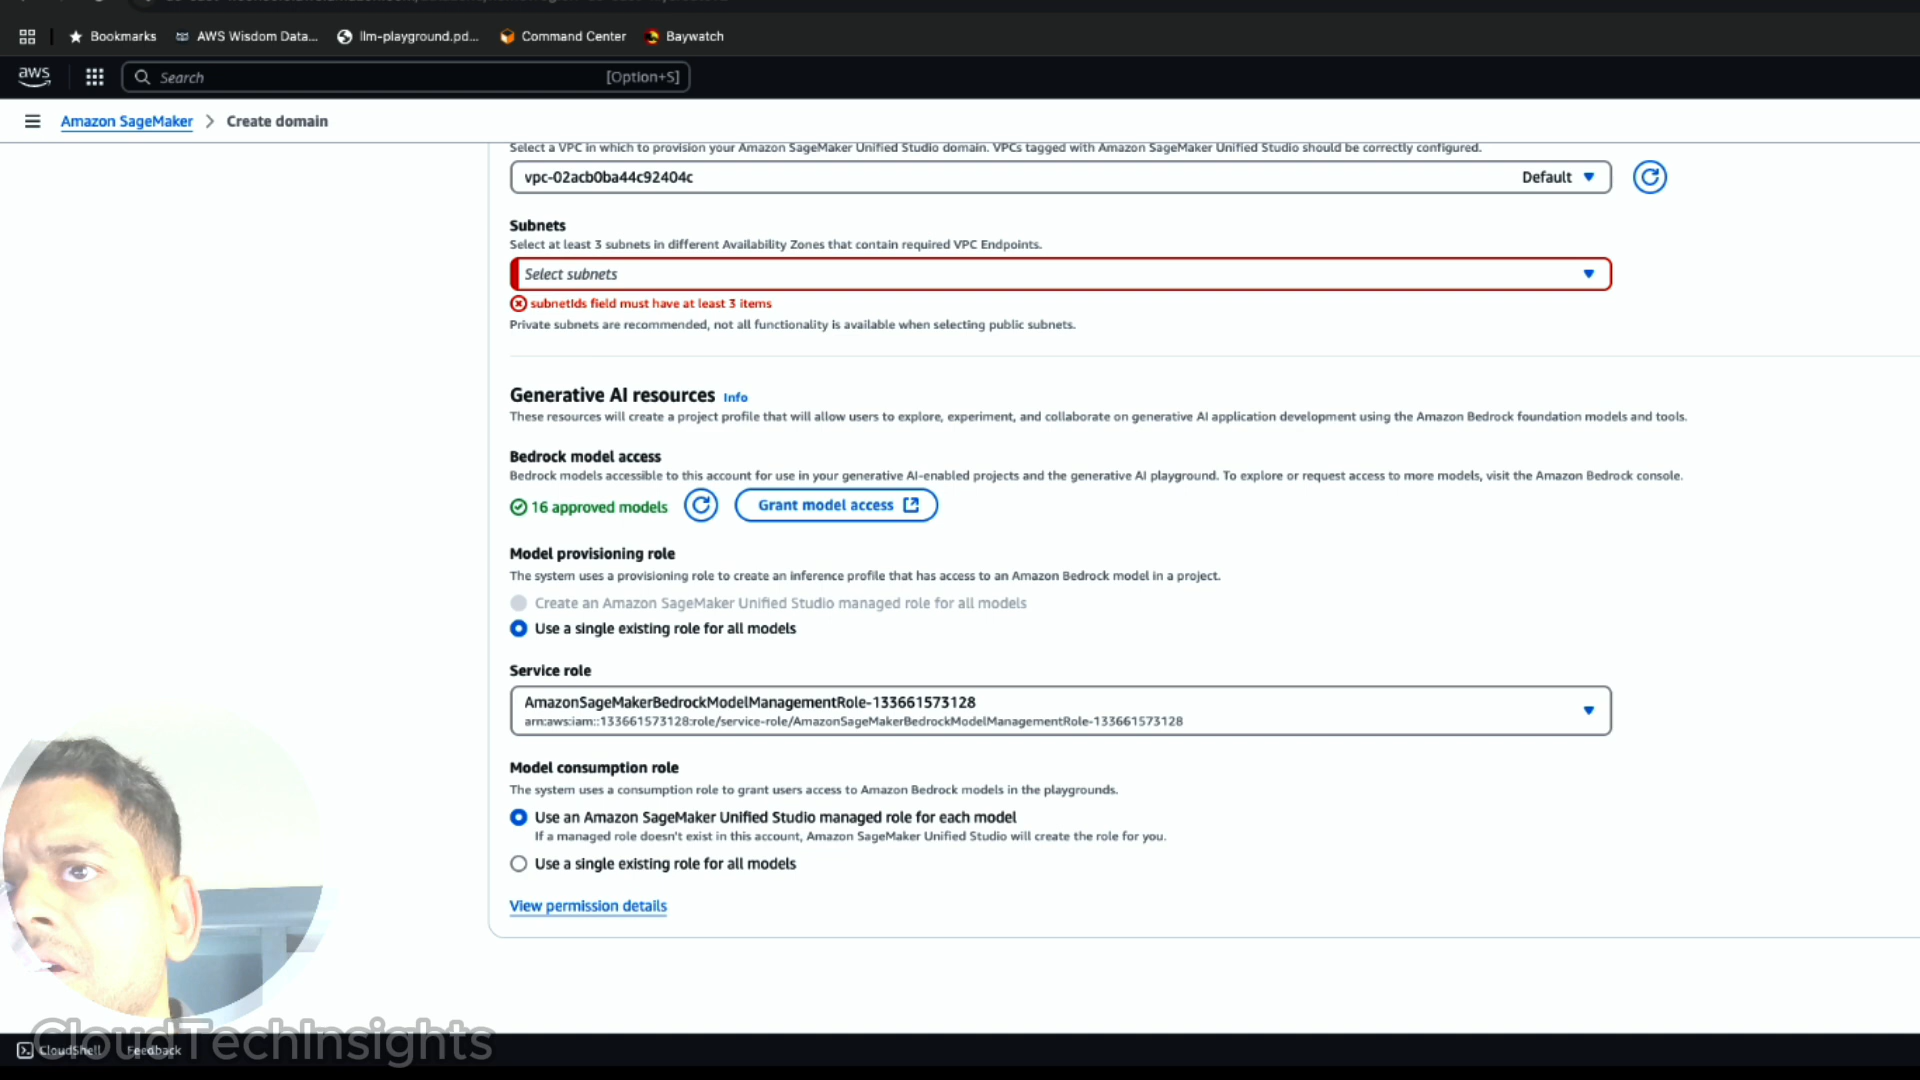 Bookmarks
AWS Wisdom Data...
llm-playground.pd...
Command Center
Baywatch
aws
Search
[Option+S]
Amazon SageMaker
Create domain
Select a VPC in which to provision your Amazon SageMaker Unified Studio domain. VPCs tagged with Amazon SageMaker Unified Studio should be correctly configured.
vpc-02acb0ba44c92404c
Default
Subnets
Select at least 3 subnets in different Availability Zones that contain required VPC Endpoints.
Select subnets
subnetIds field must have at least 3 items
Private subnets are recommended, not all functionality is available when selecting public subnets.
Generative AI resources Info
These resources will create a project profile that will allow users to explore, experiment, and collaborate on generative AI application development using the Amazon Bedrock foundation models and tools.
Bedrock model access
Bedrock models accessible to this account for use in your generative AI-enabled projects and the generative AI playground. To explore or request access to more models, visit the Amazon Bedrock console.
16 approved models
Grant model access
Model provisioning role
The system uses a provisioning role to create an inference profile that has access to an Amazon Bedrock model in a project.
Create an Amazon SageMaker Unified Studio managed role for all models
Use a single existing role for all models
Service role
AmazonSageMakerBedrockModelManagementRole-133661573128
arn:aws:iam::133661573128:role/service-role/AmazonSageMakerBedrockModelManagementRole-133661573128
Model consumption role
The system uses a consumption role to grant users access to Amazon Bedrock models in the playgrounds.
Use an Amazon SageMaker Unified Studio managed role for each model
If a managed role doesn't exist in this account, Amazon SageMaker Unified Studio will create the role for you.
Use a single existing role for all models
View permission details
CloudTechInsights
CloudShell
Feedback